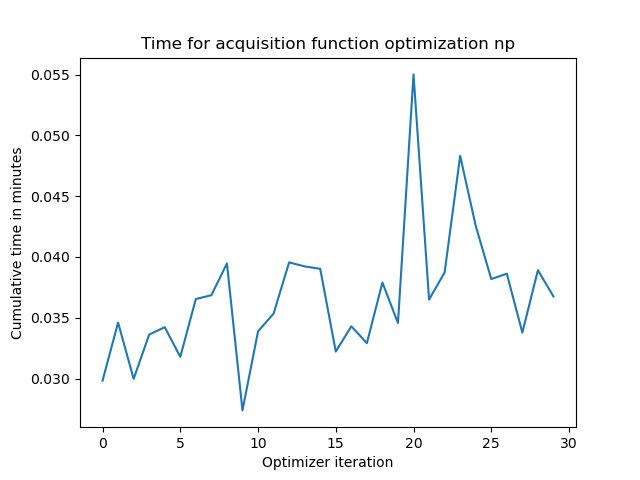 Time for acquisition function optimization np
0.055
0.050
0.045
0.040
0.035
0.030
Cumulative time in minutes
0 5 10 15 20 25 30
Optimizer iteration